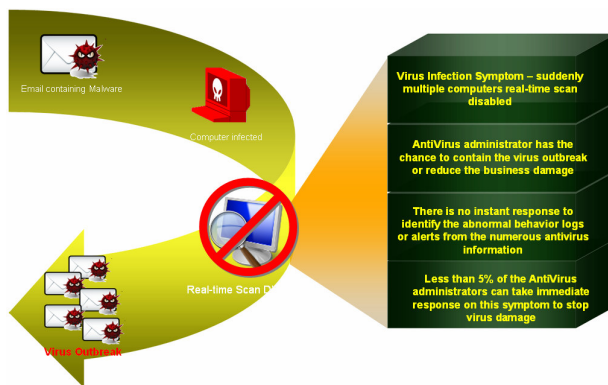 Email containing Malware
Computer infected
Real-time Scan
Virus Outbreak
Virus Infection Symptom – suddenly
multiple computers real-time scan
disabled
AntiVirus administrator has the
chance to contain the virus outbreak
or reduce the business damage
There is no instant response to
identify the abnormal behavior logs
or alerts from the numerous antivirus
information
Less than 5% of the AntiVirus
administrators can take immediate
response on this symptom to stop
virus damage